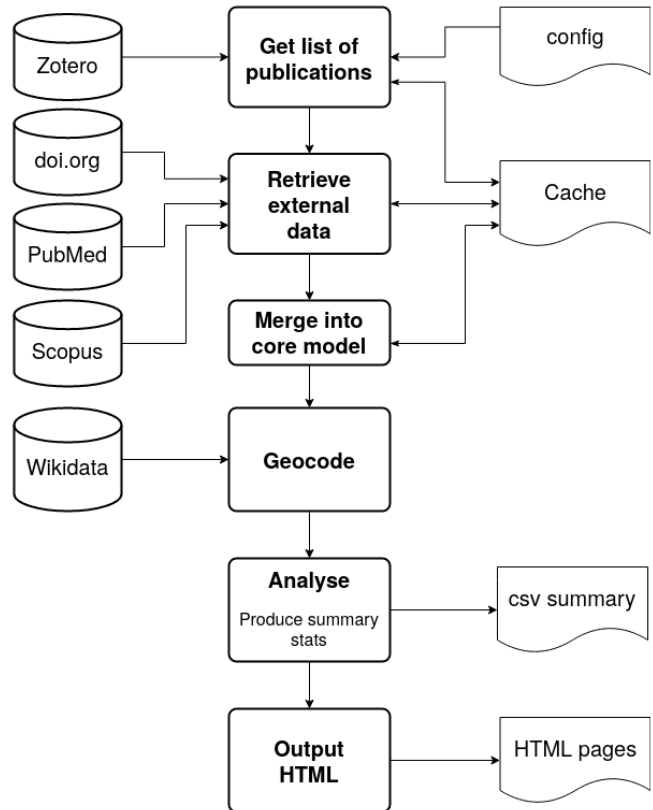 Zotero
Get list of
publications
config
doi.org
Retrieve
external
data
Cache
PubMed
Scopus
Merge into
core model
Wikidata
Geocode
Analyse
Produce summary
stats
csv summary
Output
HTML
HTML pages